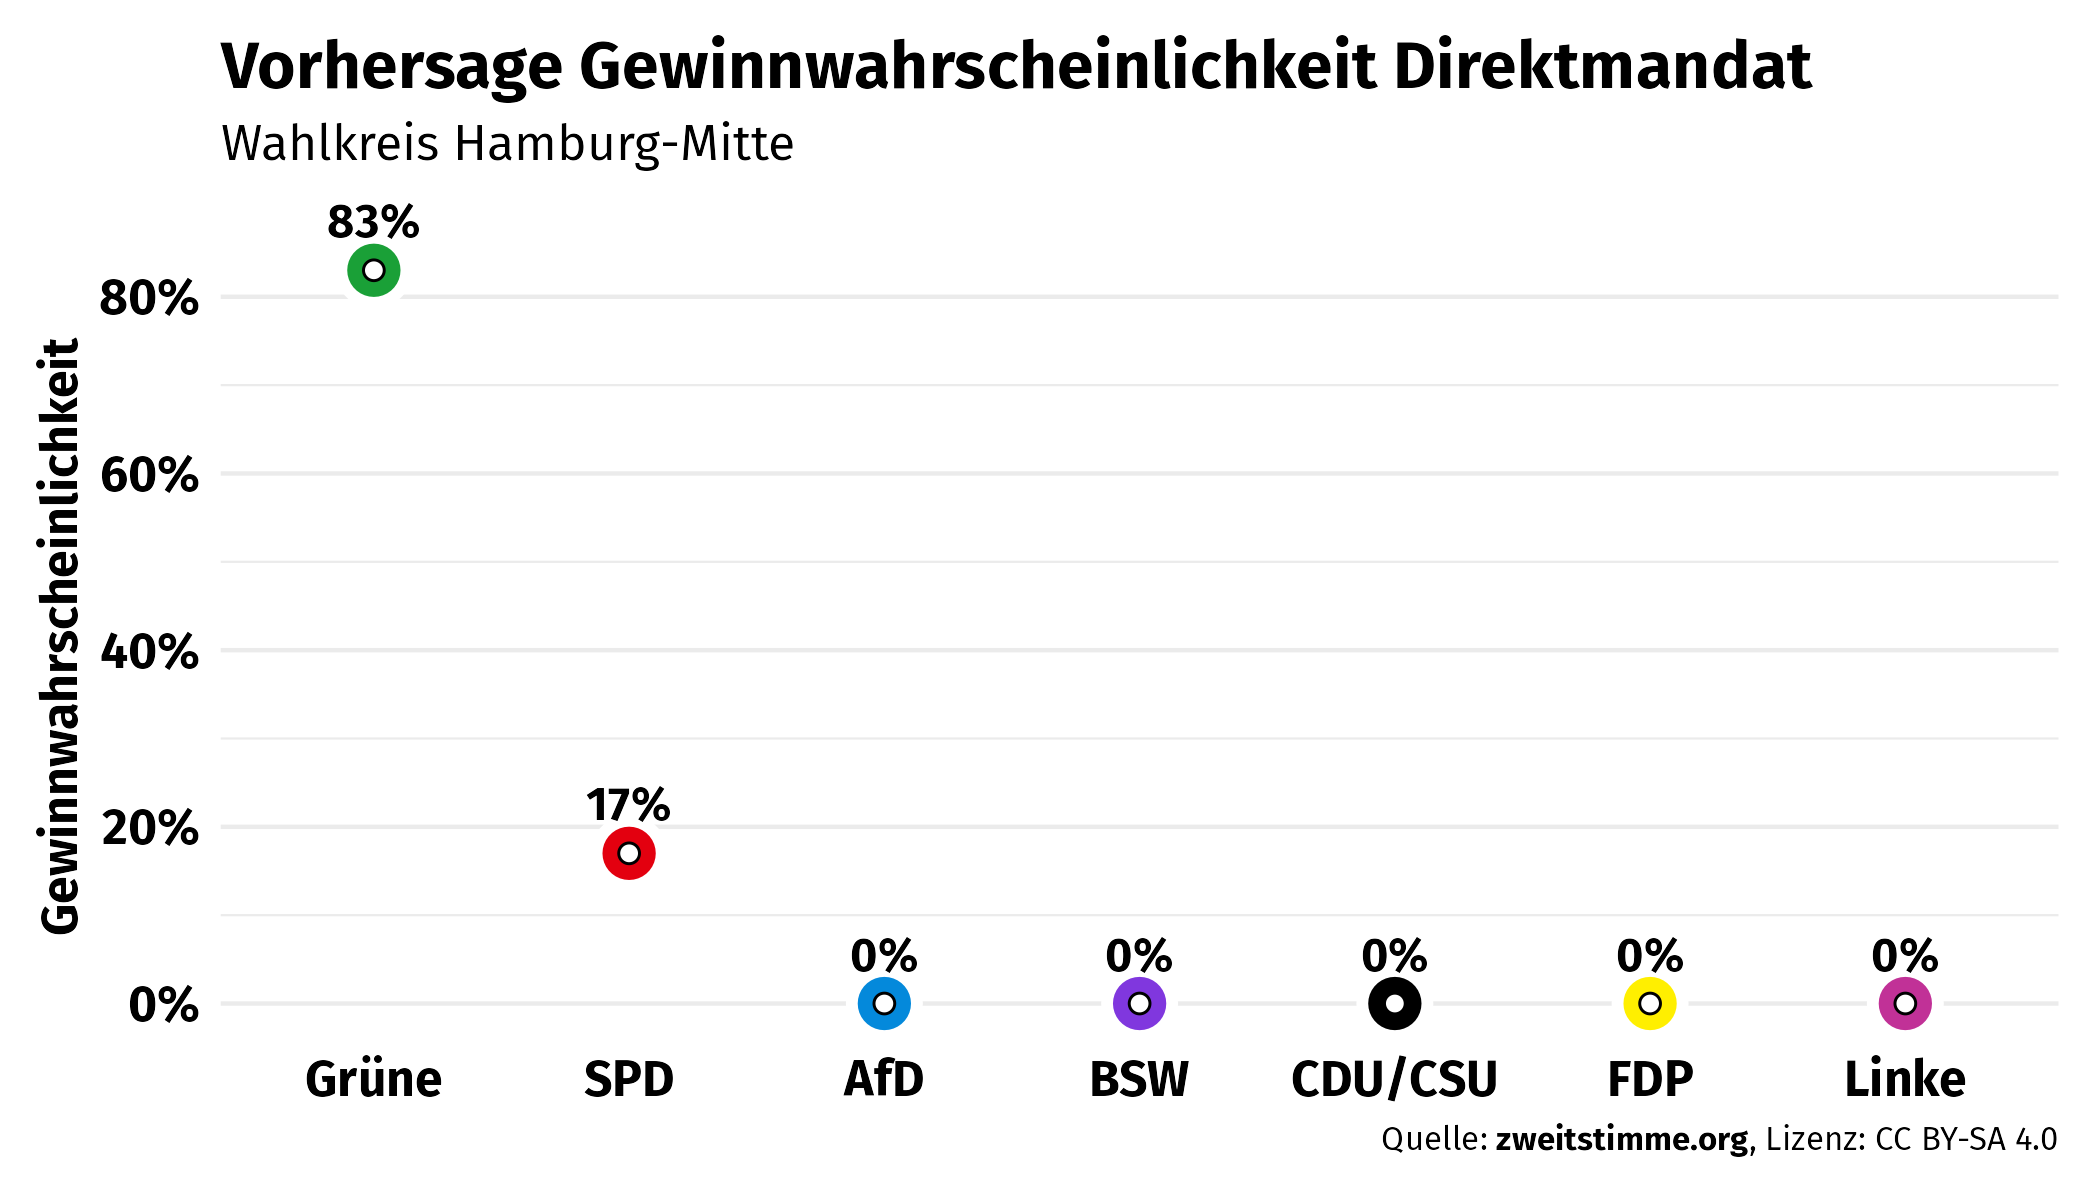 Vorhersage Gewinnwahrscheinlichkeit Direktmandat
Wahlkreis Hamburg-Mitte
Gewinnwahrscheinlichkeit
80%
60%
40%
20%
0%
83%
17%
0%
0%
0%
0%
0%
Grüne
SPD
AfD
BSW
CDU/CSU
FDP
Linke
Quelle: zweitstimme.org, Lizenz: CC BY-SA 4.0